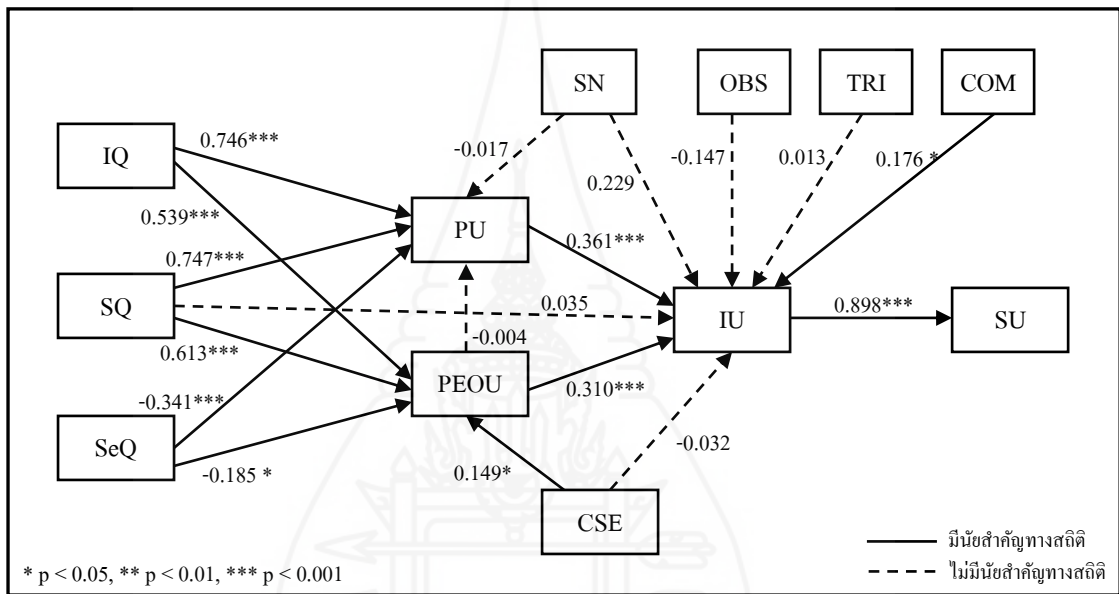 SN
OBS
TRI
COM
IQ
0.746***
-0.017
-0.147
0.013
0.176 *
0.539***
0.229
PU
0.361***
SQ
0.747***
0.035
IU
0.898***
SU
0.613***
-0.004
PEOU
0.310***
-0.341***
SeQ
-0.185 *
0.149*
-0.032
CSE
มีนัยสำคัญทางสถิติ
* p < 0.05, ** p < 0.01, *** p < 0.001
ไม่มีนัยสำคัญทางสถิติ